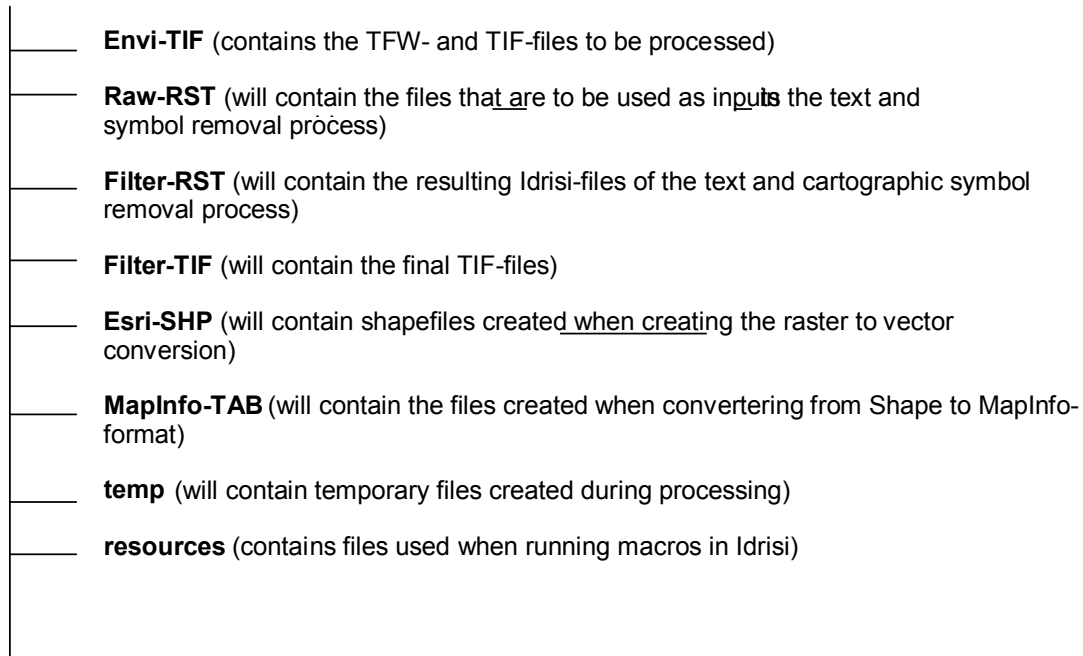 Envi-TIF (contains the TFW- and TIF-files to be processed)
Raw-RST (will contain the files that are to be used as inputs in the text and
symbol removal process)
Filter-RST (will contain the resulting Idrisi-files of the text and cartographic symbol
removal process)
Filter-TIF (will contain the final TIF-files)
Esri-SHP (will contain shapefiles created when creating the raster to vector
conversion)
MapInfo-TAB (will contain the files created when convertering from Shape to MapInfo-
format)
temp (will contain temporary files created during processing)
resources (contains files used when running macros in Idrisi)